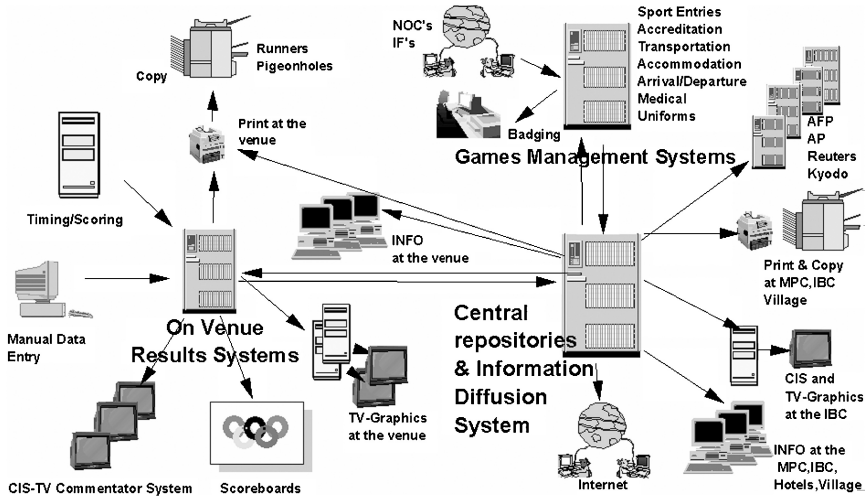 NOC's
IF's
Sport Entries
Accreditation
Transportation
Accommodation
Arrival/Departure
Medical
Uniforms
Runners
Pigeonholes
Copy
Print at the
venue
Badging
Games Management Systems
AFP
AP
Reuters
Kyodo
Timing/Scoring
INFO
at the venue
Print & Copy
at MPC,IBC
Village
Manual Data
Entry
On Venue
Results Systems
Central
repositories
& Information
Diffusion
System
TV-Graphics
at the venue
CIS and
TV-Graphics
at the IBC
CIS-TV Commentator System
Scoreboards
Internet
INFO at the
MPC,IBC,
Hotels,Village